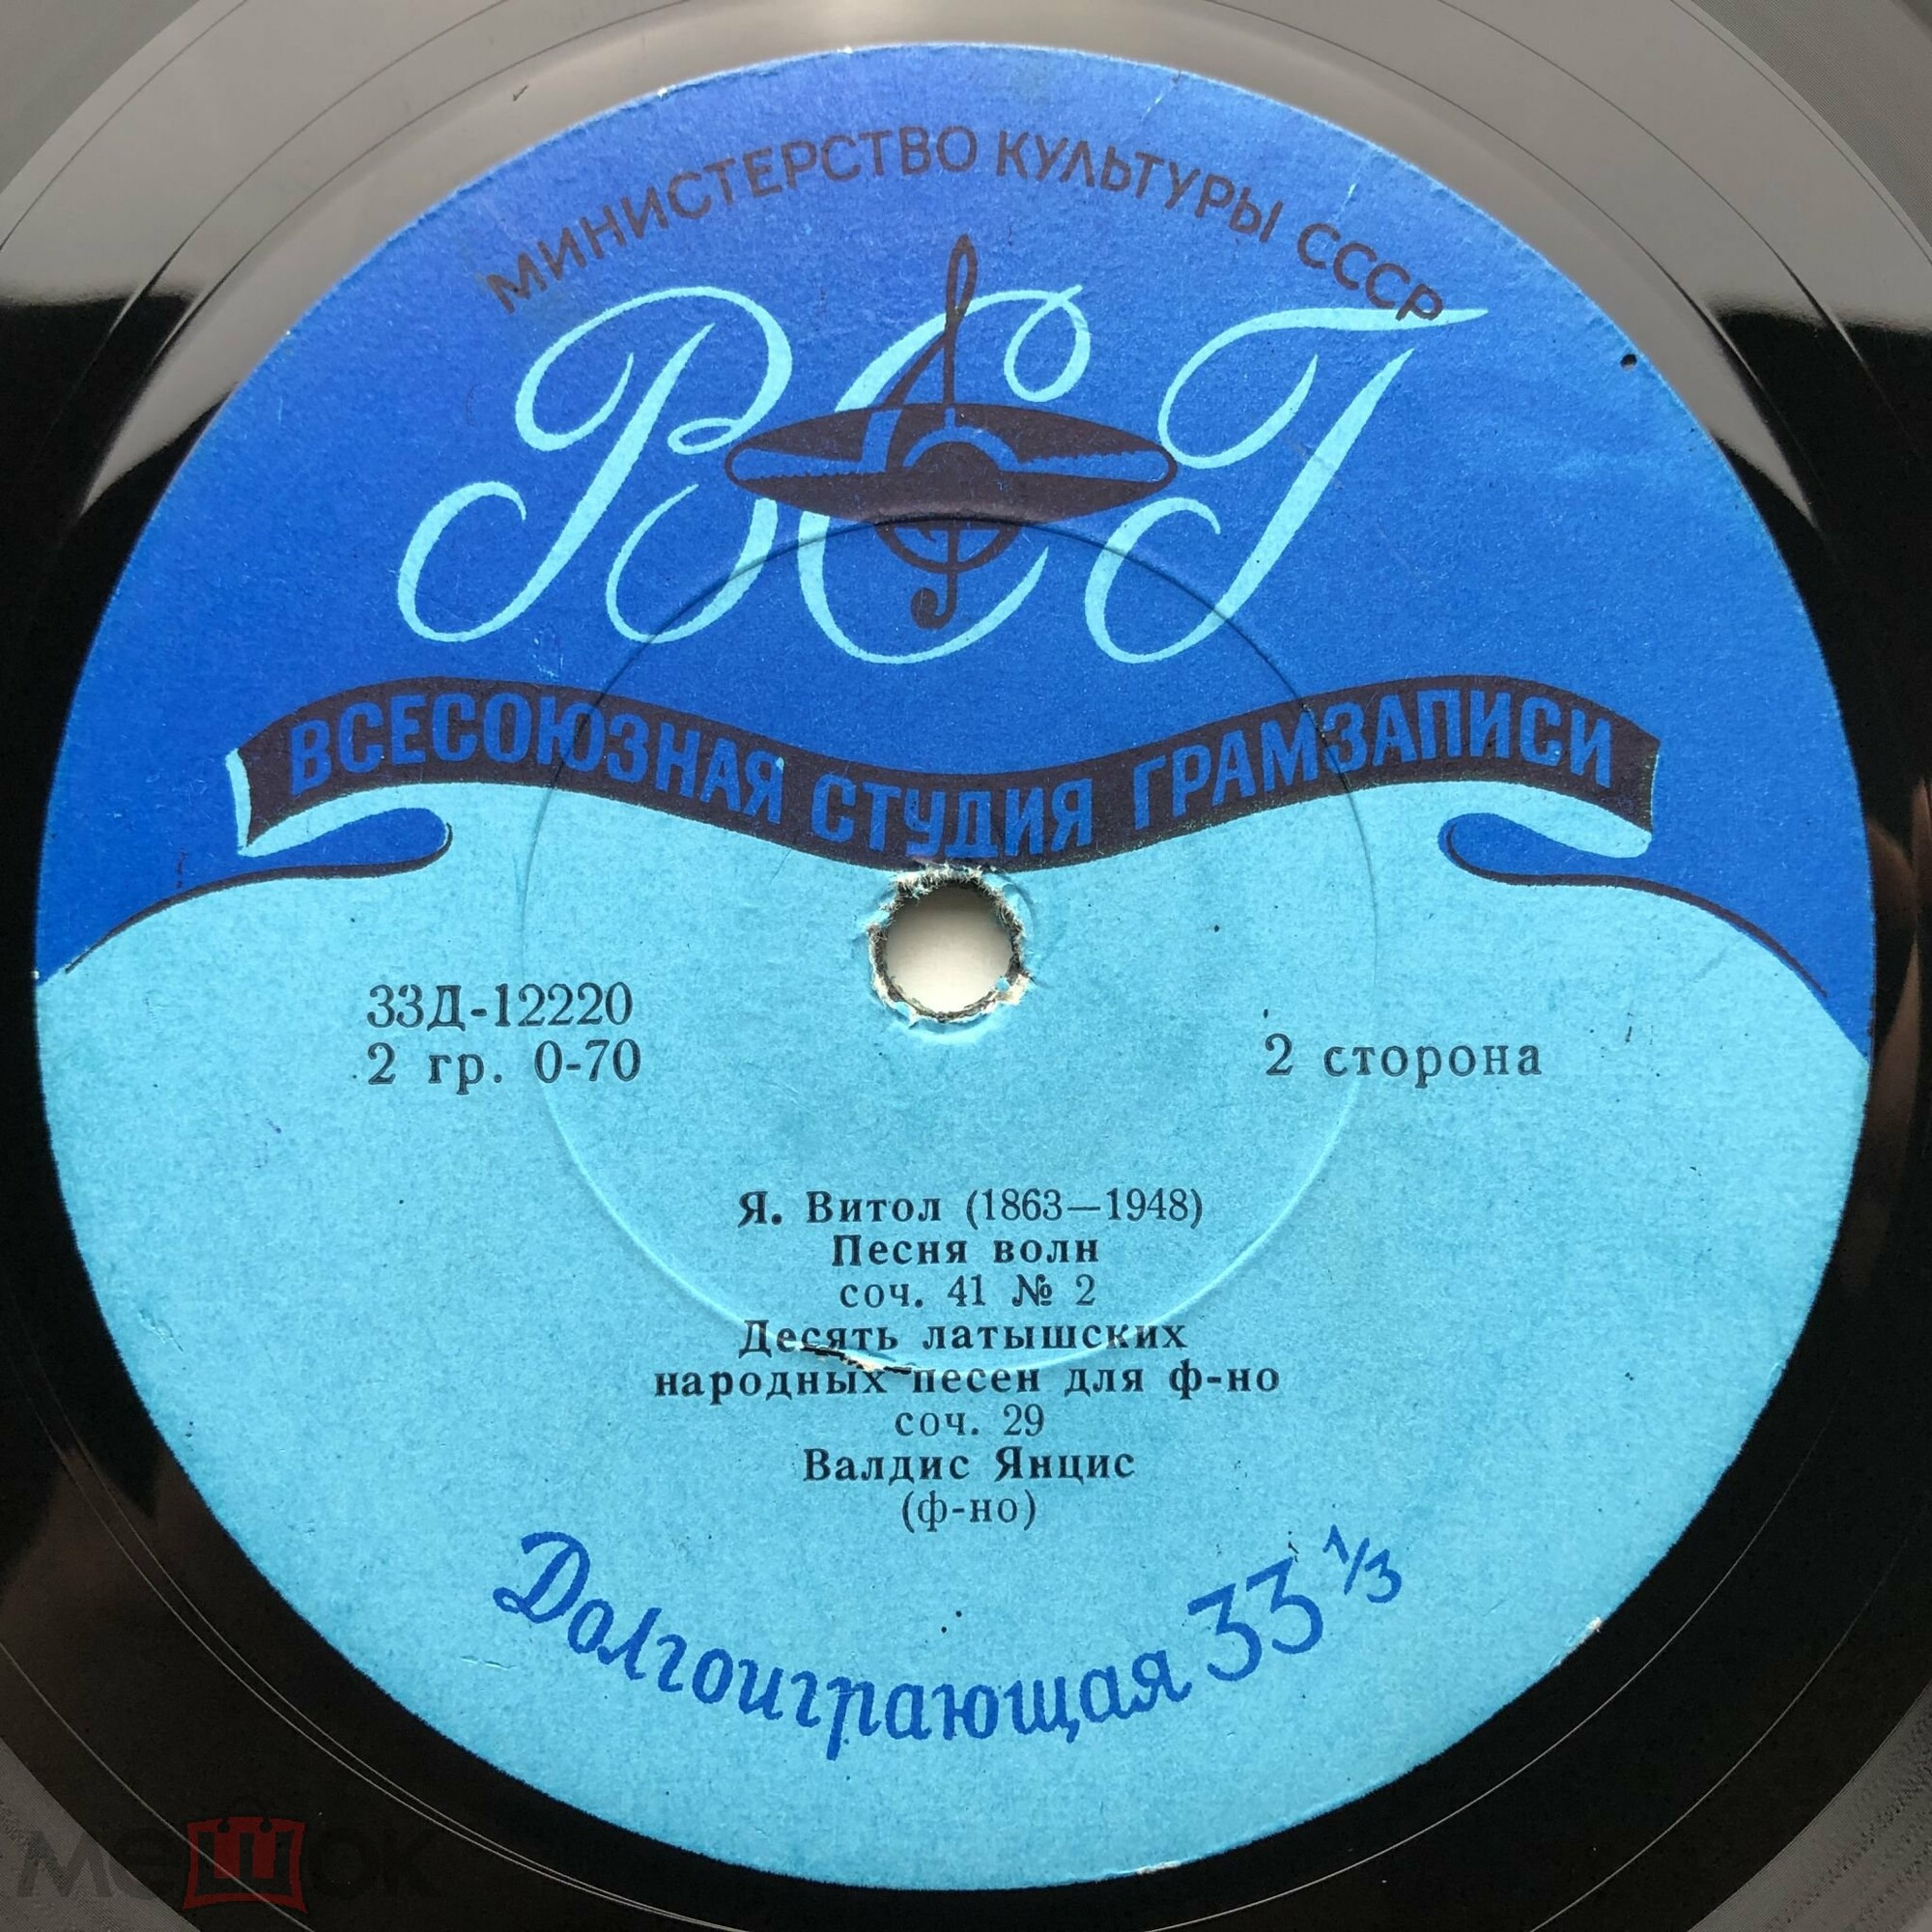 МИНИСТЕРСТВО КУЛЬТУРЫ СССР
ВСГ
ВСЕСОЮЗНАЯ СТУДИЯ ГРАМЗАПИСИ
33Д-12220
2 гр. 0-70
2 сторона
Я. Витол (1863—1948)
Песня волн
соч. 41 № 2
Десять латышских
народных песен для ф-но
соч. 29
Валдис Янцис
(ф-но)
Долгоиграющая 33 1/3
мешок